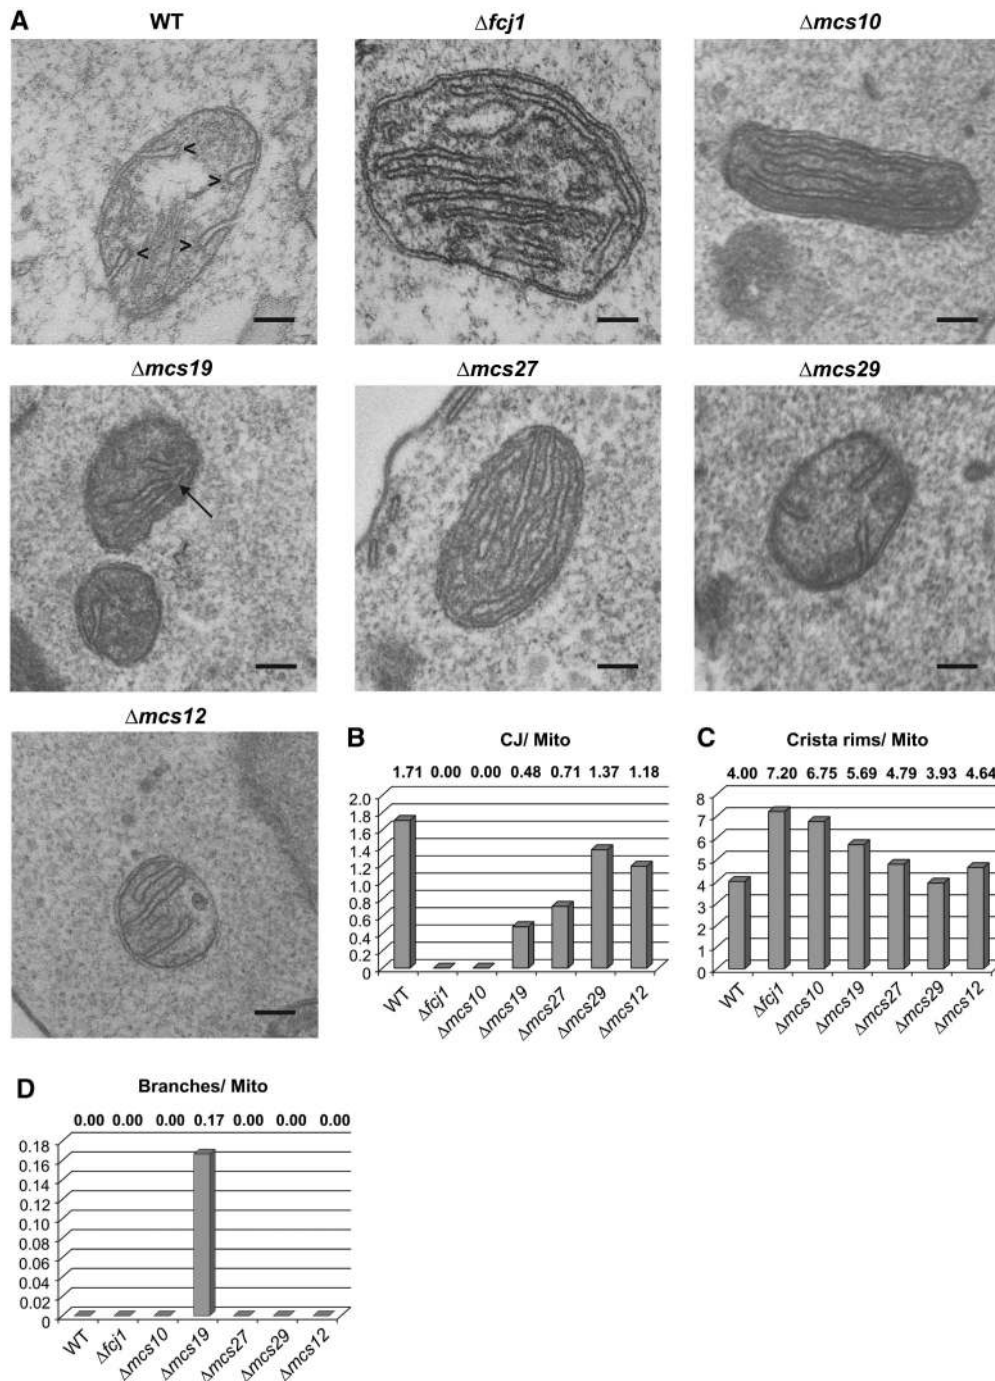 A
WT
Δfcj1
Δmcs10
<
>
<
>
Δmcs19
Δmcs27
Δmcs29
Δmcs12
B
CJ/ Mito
1.71 0.00 0.00 0.48 0.71 1.37 1.18
2.0
1.8
1.6
1.4
1.2
1.0
0.8
0.6
0.4
0.2
0
WT Δfcj1 Δmcs10 Δmcs19 Δmcs27 Δmcs29 Δmcs12
C
Crista rims/ Mito
4.00 7.20 6.75 5.69 4.79 3.93 4.64
8
7
6
5
4
3
2
1
0
WT Δfcj1 Δmcs10 Δmcs19 Δmcs27 Δmcs29 Δmcs12
D
Branches/ Mito
0.00 0.00 0.00 0.17 0.00 0.00 0.00
0.18
0.16
0.14
0.12
0.10
0.08
0.06
0.04
0.02
0
WT Δfcj1 Δmcs10 Δmcs19 Δmcs27 Δmcs29 Δmcs12